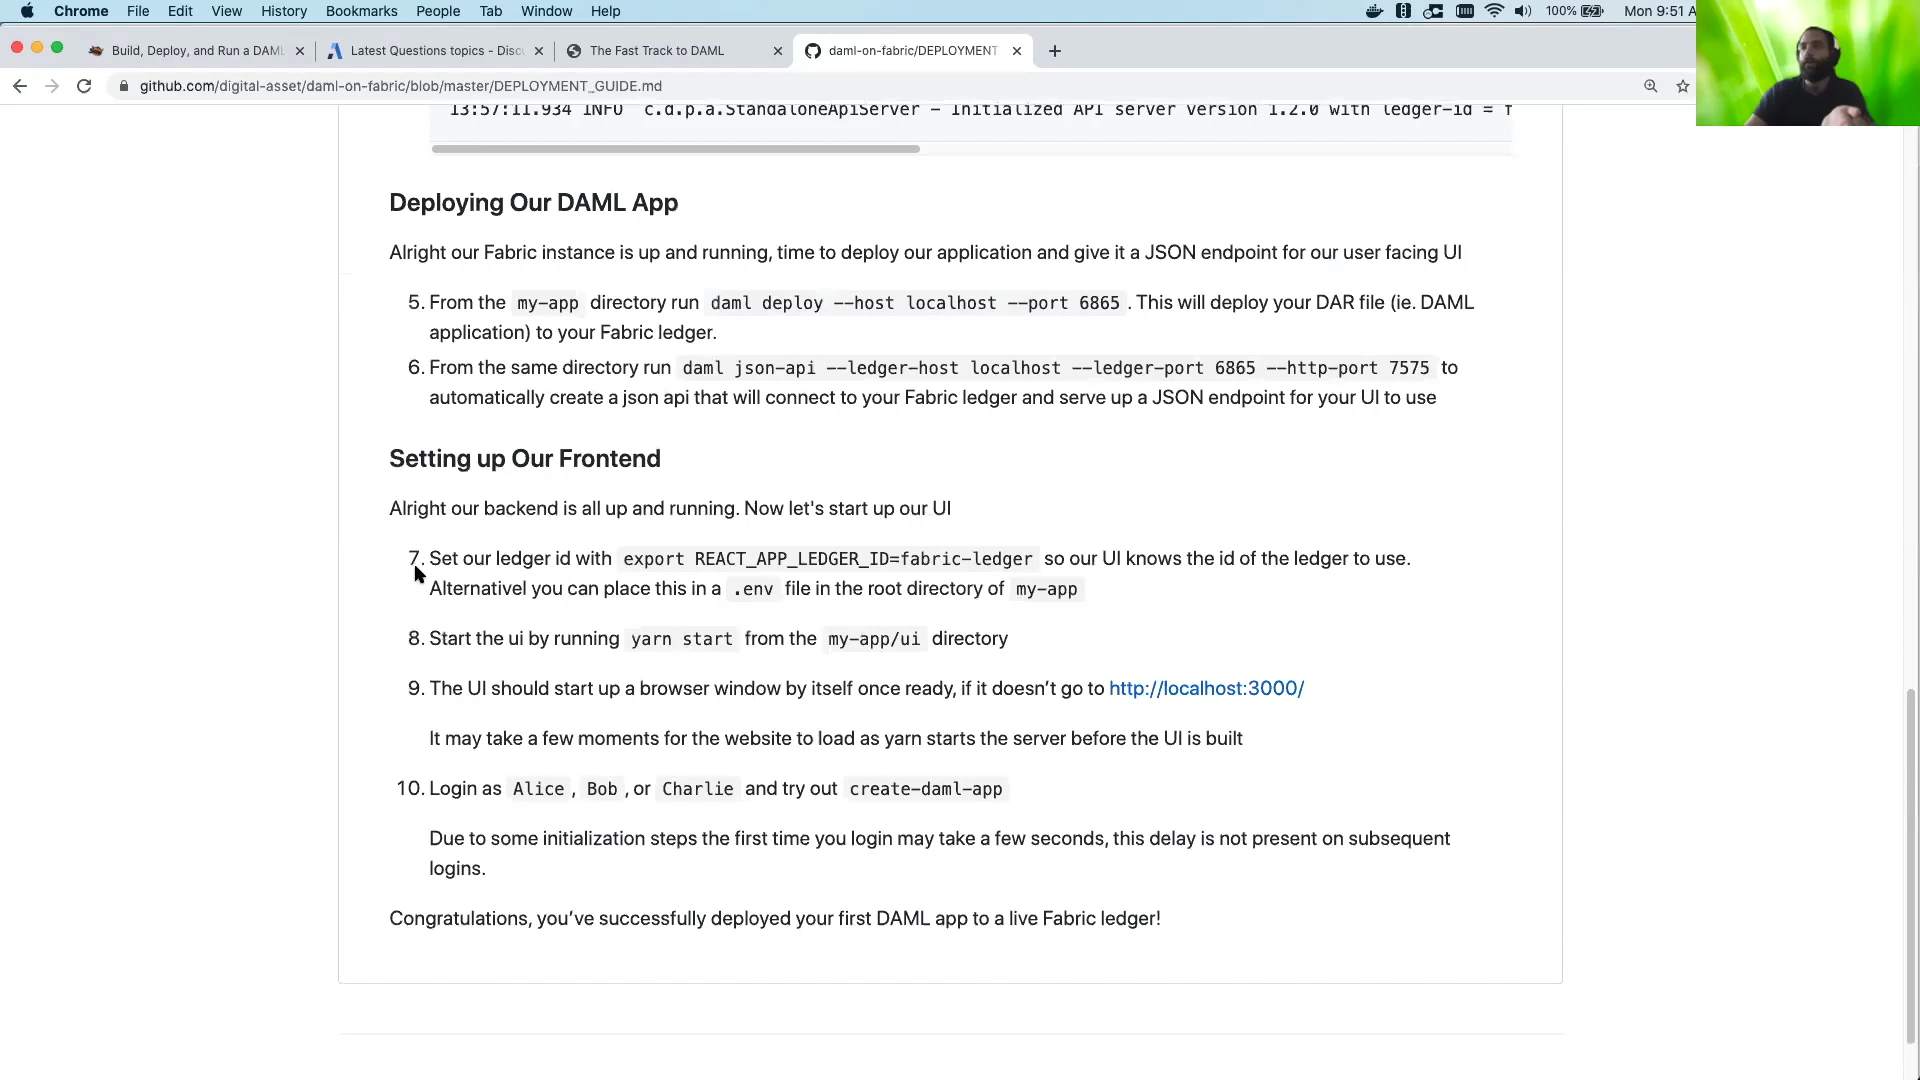 Chrome File Edit View History Bookmarks People Tab Window Help 100% Mon 9:51 A
Build, Deploy, and Run a DAML Latest Questions topics - Disc The Fast Track to DAML daml-on-fabric/DEPLOYMENT
github.com/digital-asset/daml-on-fabric/blob/master/DEPLOYMENT_GUIDE.md
13:57:11.934 INFO c.d.p.a.StandaloneApiServer - Initialized API server version 1.2.0 with ledger-id = f
Deploying Our DAML App
Alright our Fabric instance is up and running, time to deploy our application and give it a JSON endpoint for our user facing UI
5. From the my-app directory run daml deploy --host localhost --port 6865 . This will deploy your DAR file (ie. DAML
application) to your Fabric ledger.
6. From the same directory run daml json-api --ledger-host localhost --ledger-port 6865 --http-port 7575 to
automatically create a json api that will connect to your Fabric ledger and serve up a JSON endpoint for your UI to use
Setting up Our Frontend
Alright our backend is all up and running. Now let's start up our UI
7. Set our ledger id with export REACT_APP_LEDGER_ID=fabric-ledger so our UI knows the id of the ledger to use.
Alternativel you can place this in a .env file in the root directory of my-app
8. Start the ui by running yarn start from the my-app/ui directory
9. The UI should start up a browser window by itself once ready, if it doesn't go to http://localhost:3000/
It may take a few moments for the website to load as yarn starts the server before the UI is built
10. Login as Alice , Bob , or Charlie and try out create-daml-app
Due to some initialization steps the first time you login may take a few seconds, this delay is not present on subsequent
logins.
Congratulations, you've successfully deployed your first DAML app to a live Fabric ledger!